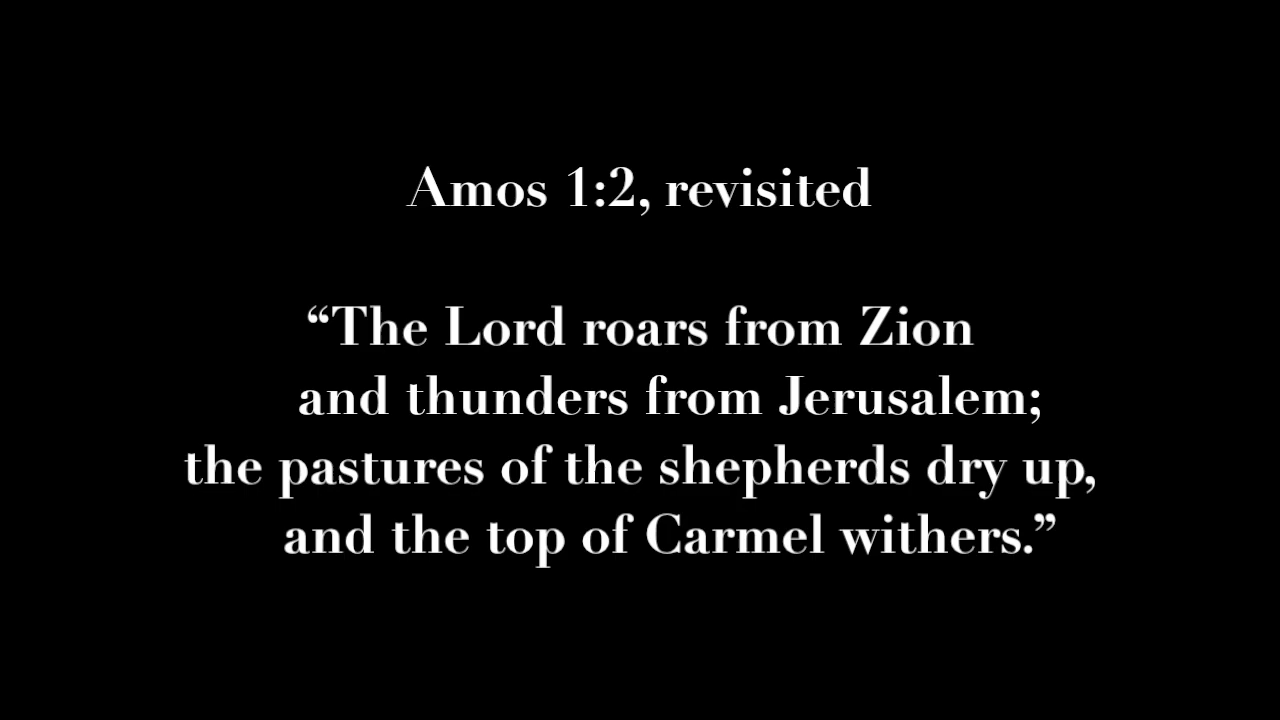 Amos 1:2, revisited
“The Lord roars from Zion
and thunders from Jerusalem;
the pastures of the shepherds dry up,
and the top of Carmel withers.”